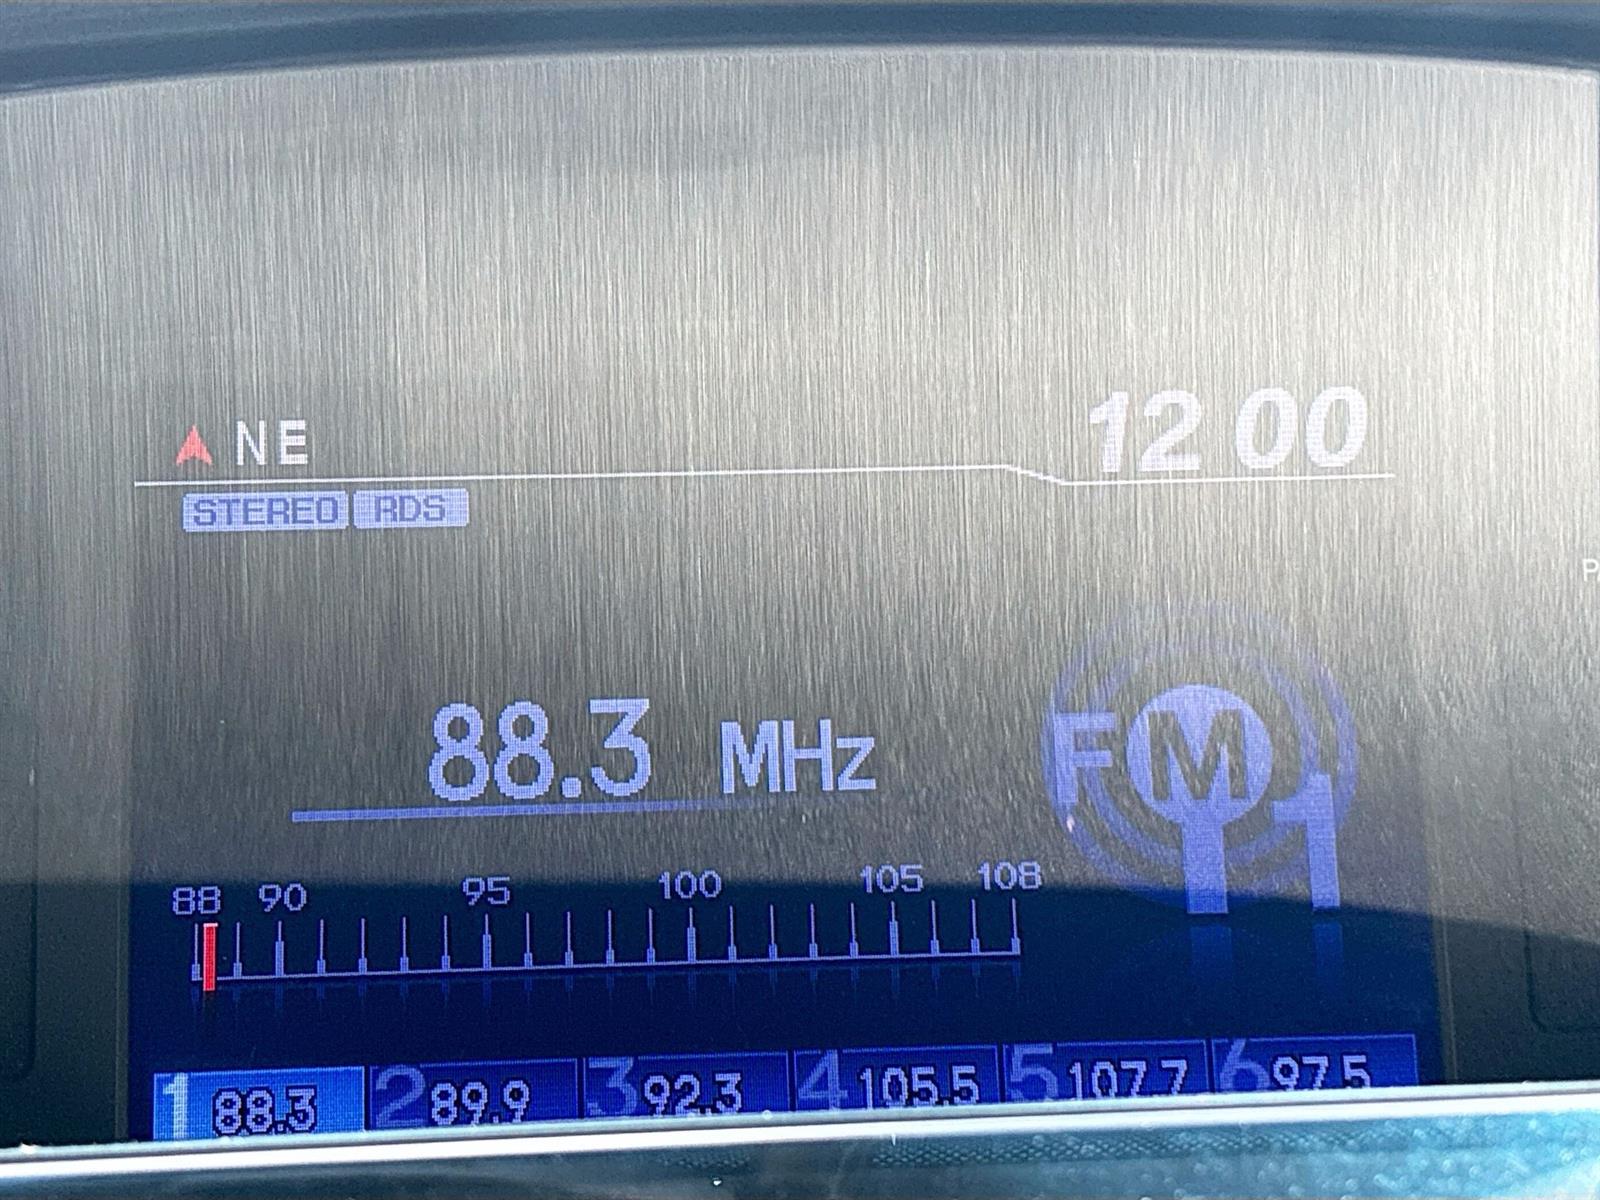 NE 12 00
STEREO RDS
88.3 MHz
FM1
88 90 95 100 105 108
1 88.3 2 89.9 3 92.3 4 105.5 5 107.7 6 97.5